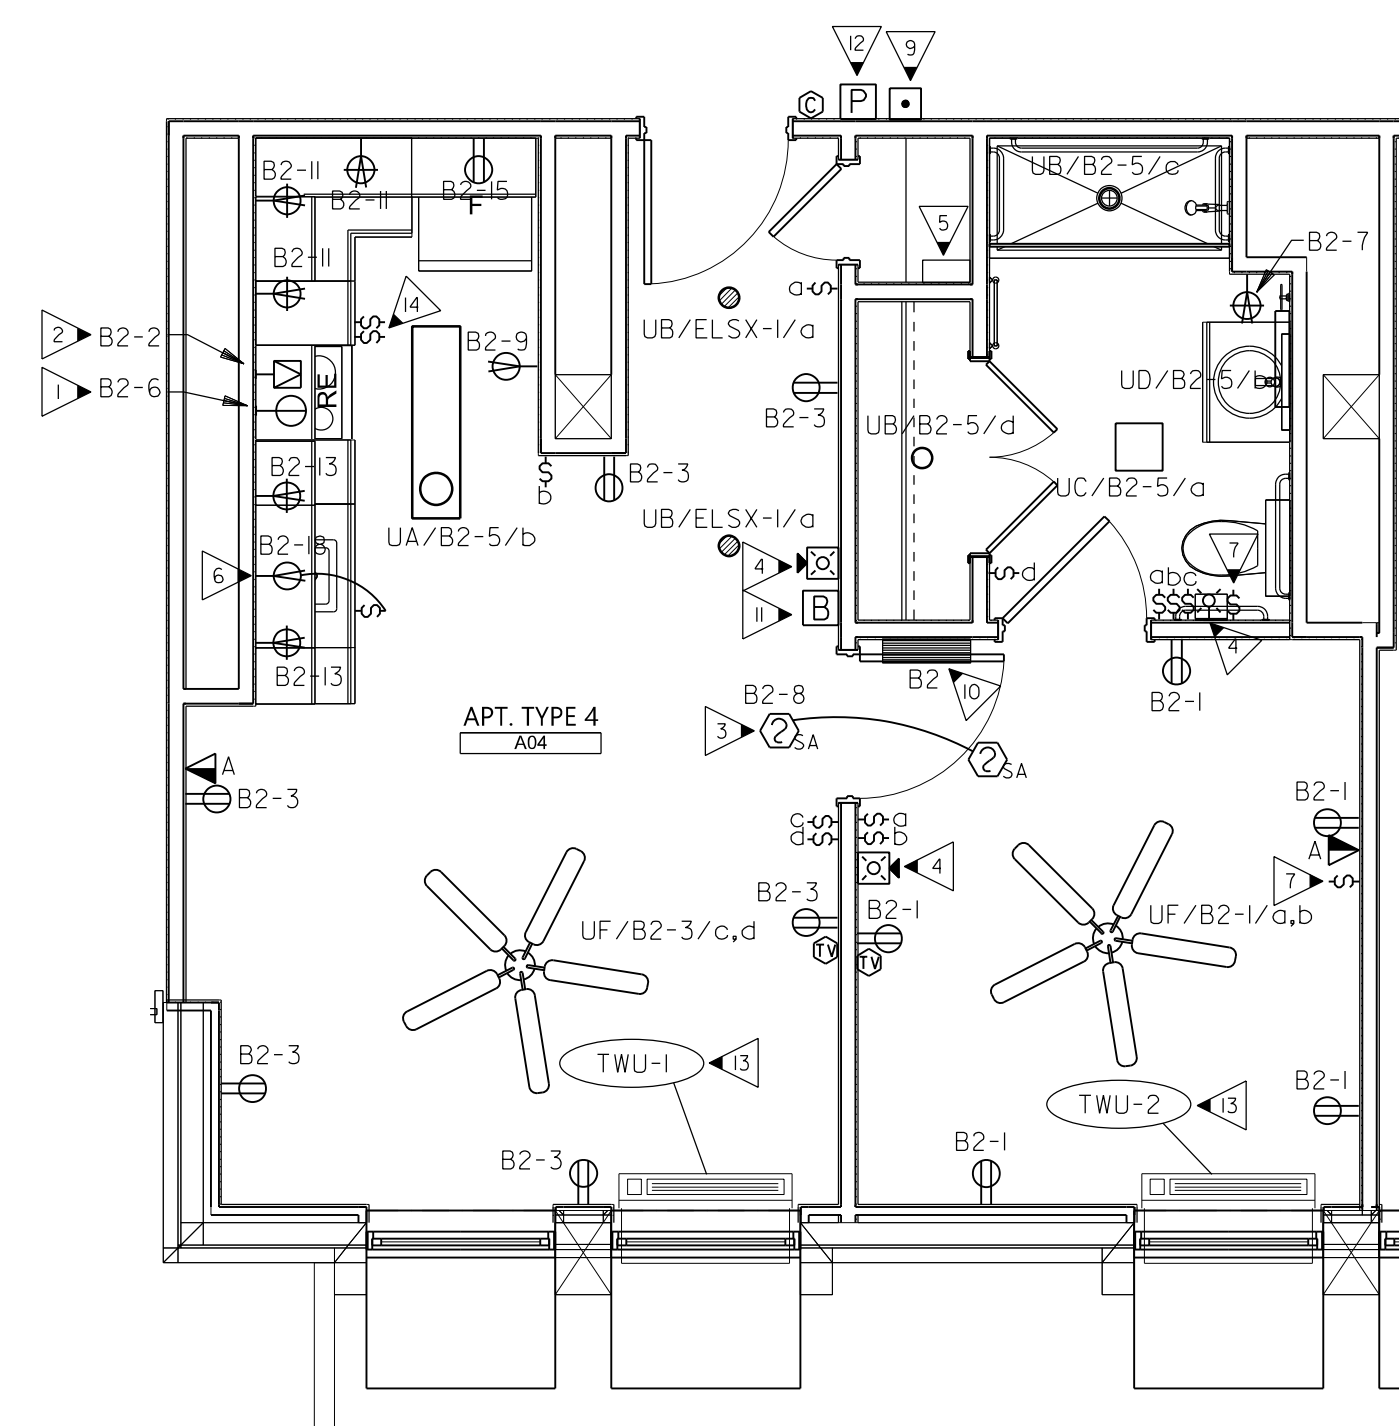 12
9
C
P
B2-11
B2-11
B2-15
F
UB/B2-5/c
5
B2-7
B2-11
a S
14
SS
SS
UB/ELSX-1/a
2
B2-2
B2-9
V
RE
1
B2-6
UD/B2-5/b
B2-3
UB/B2-5/d
B2-13
S
b
B2-3
UC/B2-5/a
UB/ELSX-1/a
UA/B2-5/b
B2-18
6
4
7
S d
abc
SSS S
S
11
B
4
B2-13
B2
10
B2-8
B2-1
APT. TYPE 4
A04
3
SA
SA
A
B2-3
B2-1
c S
S a
d S
S b
A
4
7
S
B2-3
B2-1
UF/B2-3/c,d
UF/B2-1/a,b
TV
TV
B2-3
TWU-1
13
B2-1
TWU-2
13
B2-3
B2-1